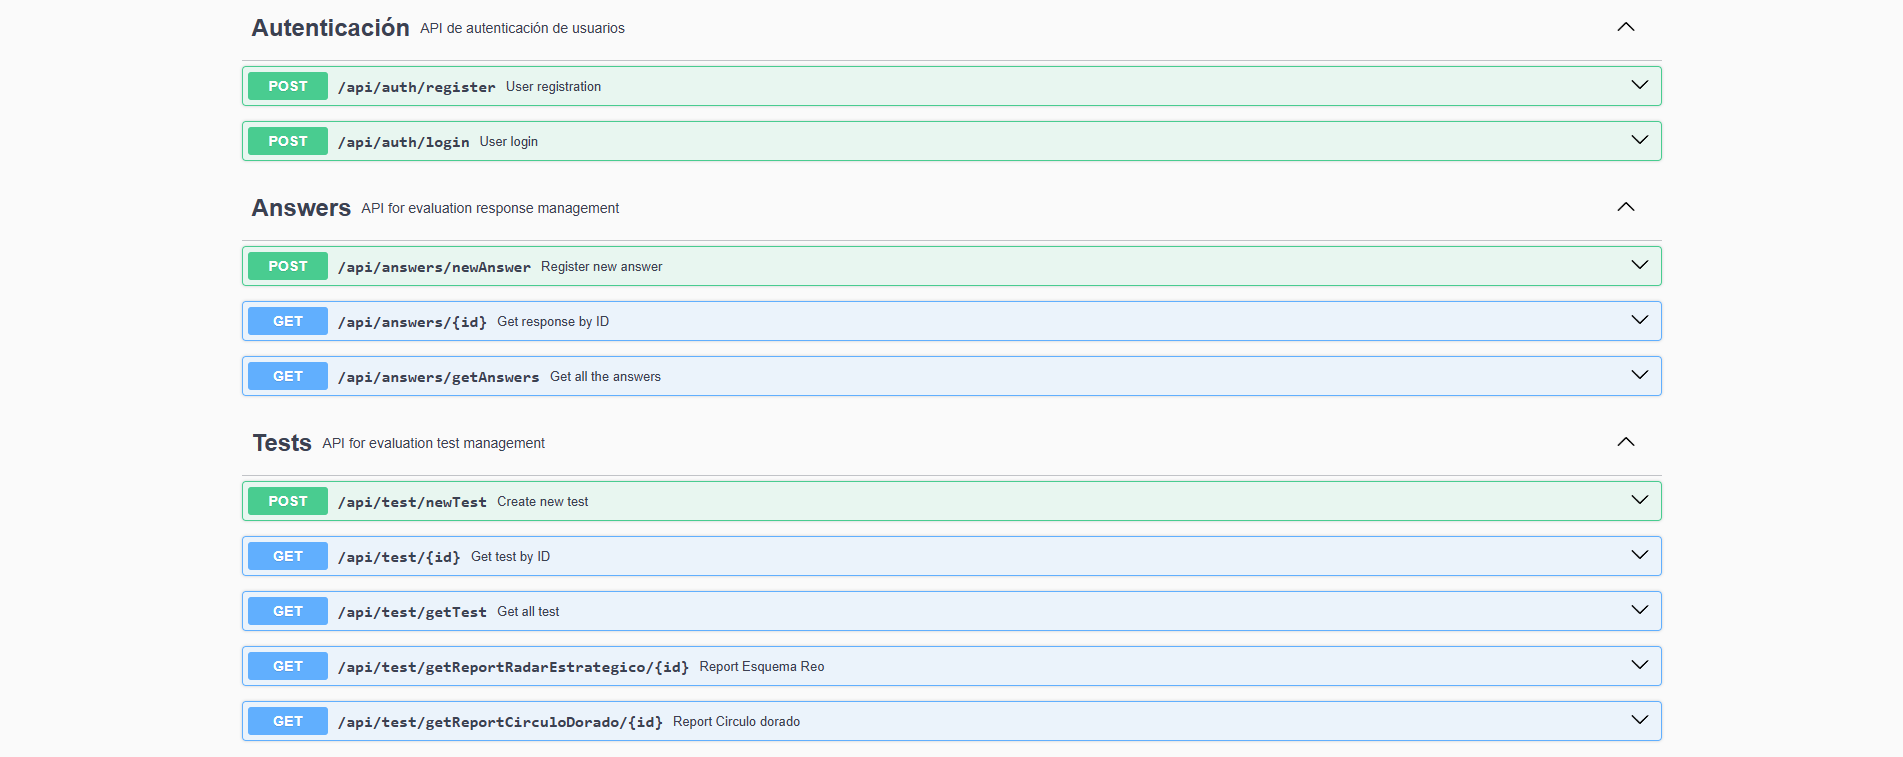 Autenticación API de autenticación de usuarios
POST /api/auth/register User registration
POST /api/auth/login User login
Answers API for evaluation response management
POST /api/answers/newAnswer Register new answer
GET /api/answers/{id} Get response by ID
GET /api/answers/getAnswers Get all the answers
Tests API for evaluation test management
POST /api/test/newTest Create new test
GET /api/test/{id} Get test by ID
GET /api/test/getTest Get all test
GET /api/test/getReportRadarEstrategico/{id} Report Esquema Reo
GET /api/test/getReportCirculoDorado/{id} Report Circulo dorado